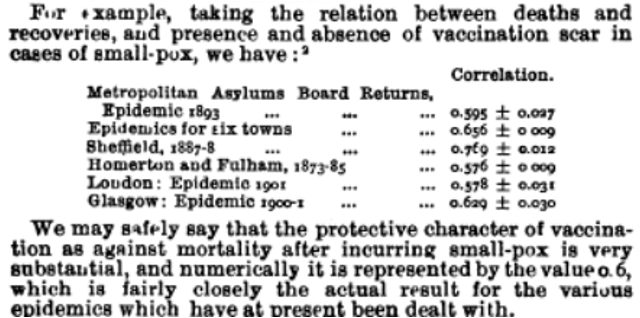 For example, taking the relation between deaths and
recoveries, and presence and absence of vaccination scar in
cases of small-pox, we have :³
Correlation.
Metropolitan Asylums Board Returns,
Epidemic 1893 ... ... ... 0.595 ± 0.027
Epidemics for six towns ... ... 0.656 ± 0 009
Sheffield, 1887-8 ... ... ... 0.769 ± 0.012
Homerton and Fulham, 1873-85 ... 0.576 ± 0 009
London: Epidemic 1901 ... ... 0.578 ± 0.031
Glasgow: Epidemic 1900-1 ... ... 0.629 ± 0.030
We may safely say that the protective character of vaccina-
tion as against mortality after incurring small-pox is very
substantial, and numerically it is represented by the value 0.6,
which is fairly closely the actual result for the various
epidemics which have at present been dealt with.